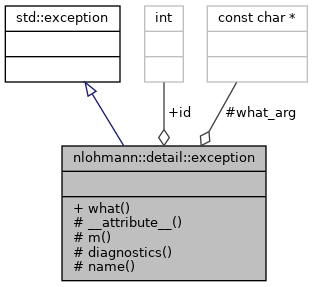 std::exception
int
const char *
+id
#what_arg
nlohmann::detail::exception
+ what()
# __attribute__()
# m()
# diagnostics()
# name()